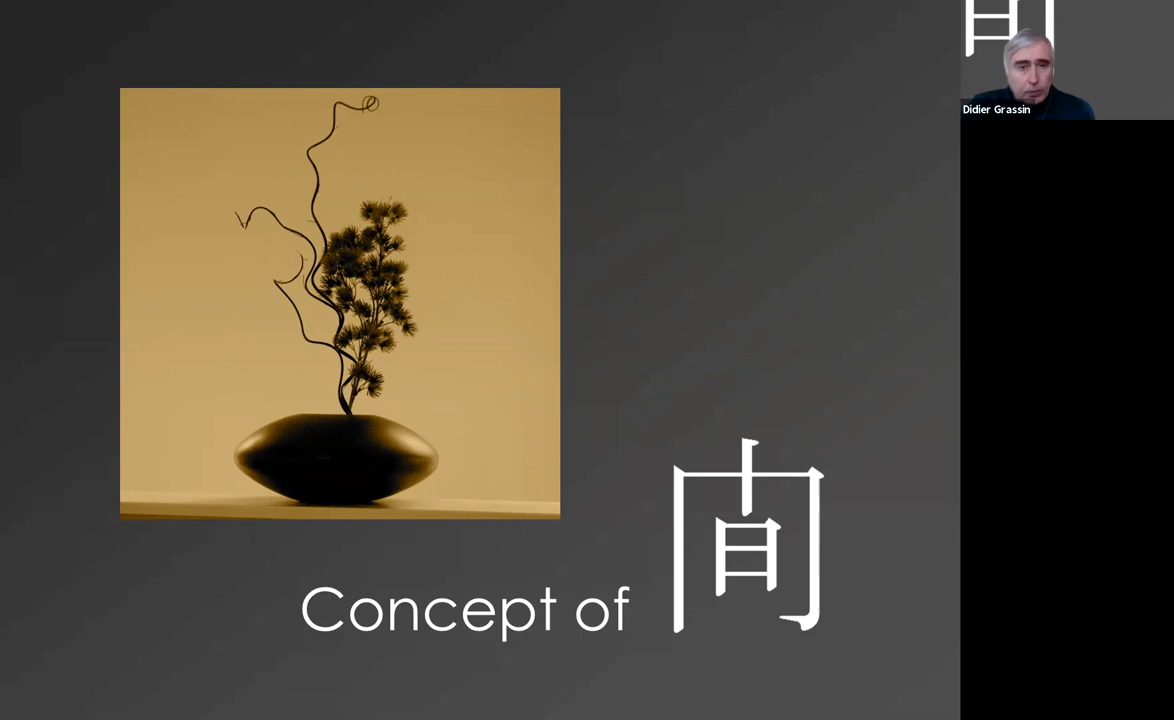 Didier Grassin
Concept of 間